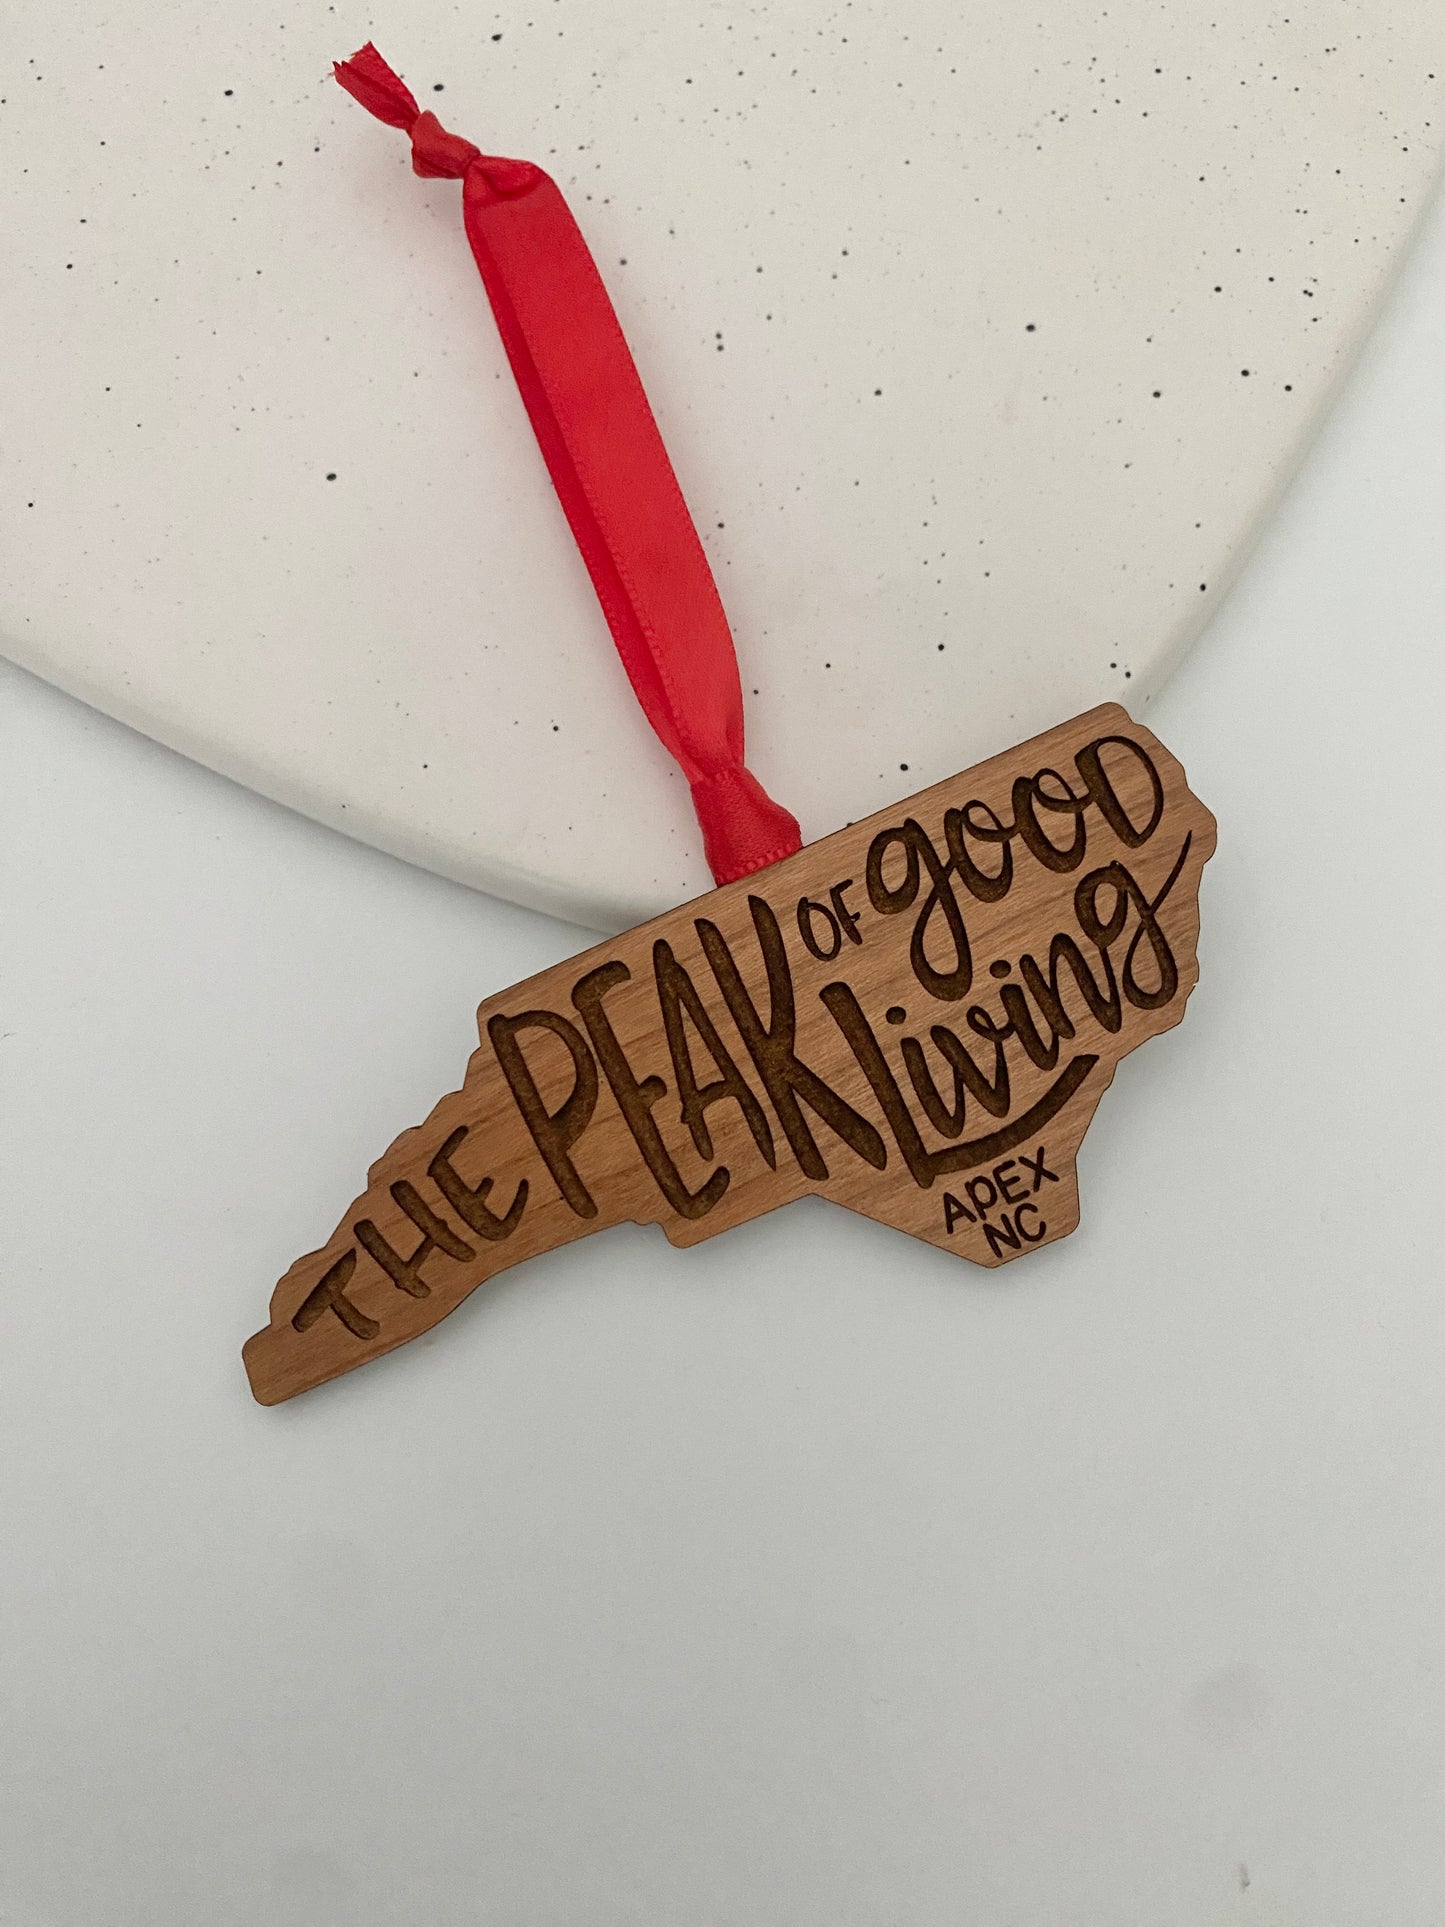 THE PEAK OF good
Living
APEX
NC